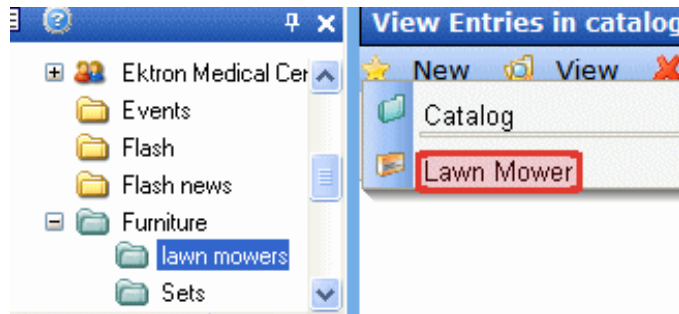 Ektron Medical Cer
Events
Flash
Flash news
Furniture
lawn mowers
Sets
View Entries in catalog
New View
Catalog
Lawn Mower